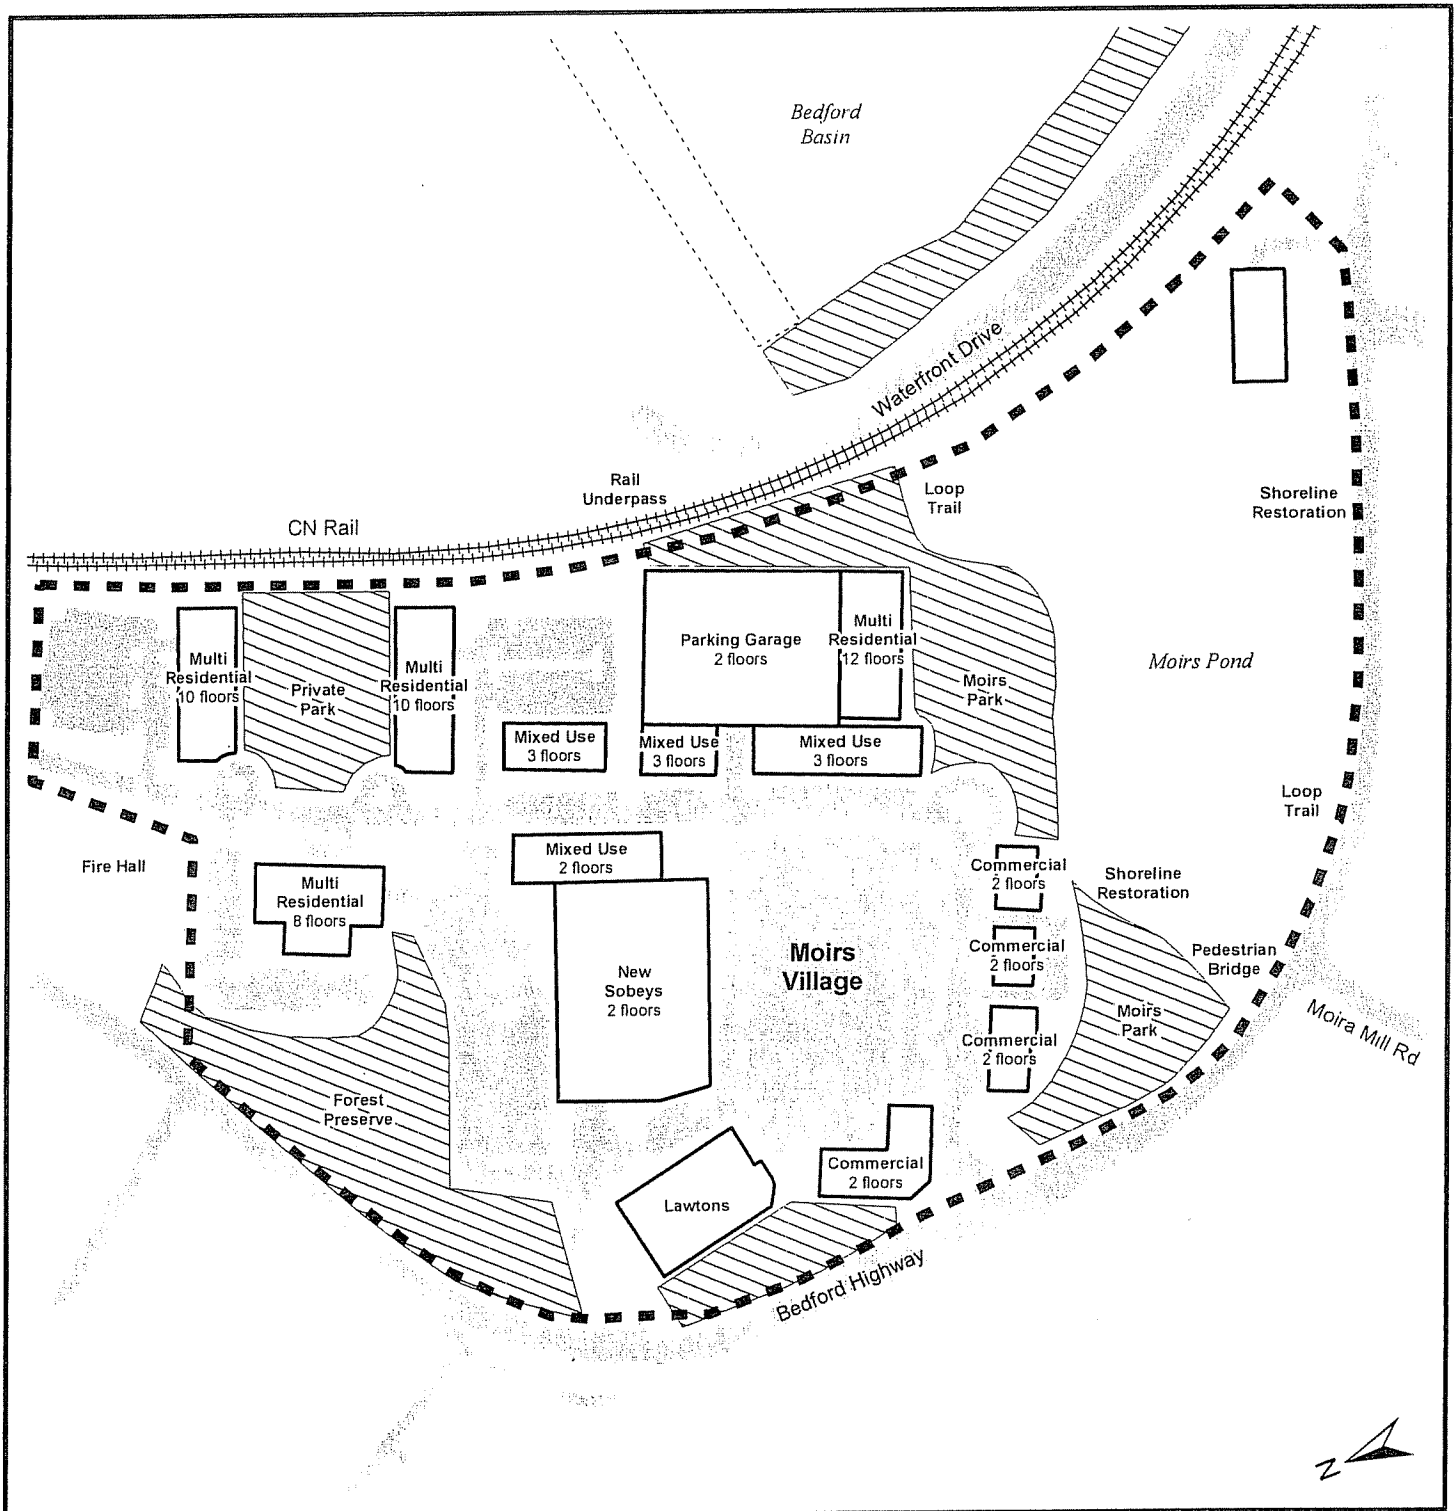 Bedford
Basin
Waterfront Drive
Rail
Underpass
CN Rail
Loop
Trail
Shoreline
Restoration
Multi
Residential
10 floors
Private
Park
Multi
Residential
10 floors
Parking Garage
2 floors
Multi
Residential
12 floors
Moirs
Park
Moirs Pond
Mixed Use
3 floors
Mixed Use
3 floors
Mixed Use
3 floors
Loop
Trail
Fire Hall
Multi
Residential
8 floors
Mixed Use
2 floors
Commercial
2 floors
Shoreline
Restoration
New
Sobeys
2 floors
Moirs
Village
Commercial
2 floors
Pedestrian
Bridge
Commercial
2 floors
Moirs
Park
Moira Mill Rd
Forest
Preserve
Lawtons
Commercial
2 floors
Bedford Highway
N